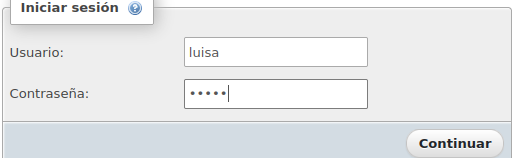 Iniciar sesión
Usuario: luisa
Contraseña: •••••
Continuar